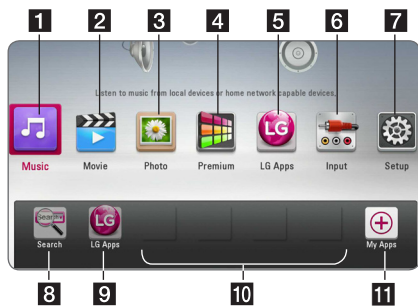 1 2 3 4 5 6 7
Listen to music from local devices or home network capable devices.
LG
Music Movie Photo Premium LG Apps Input Setup
Search LG
Search LG Apps My Apps
8 9 10 11